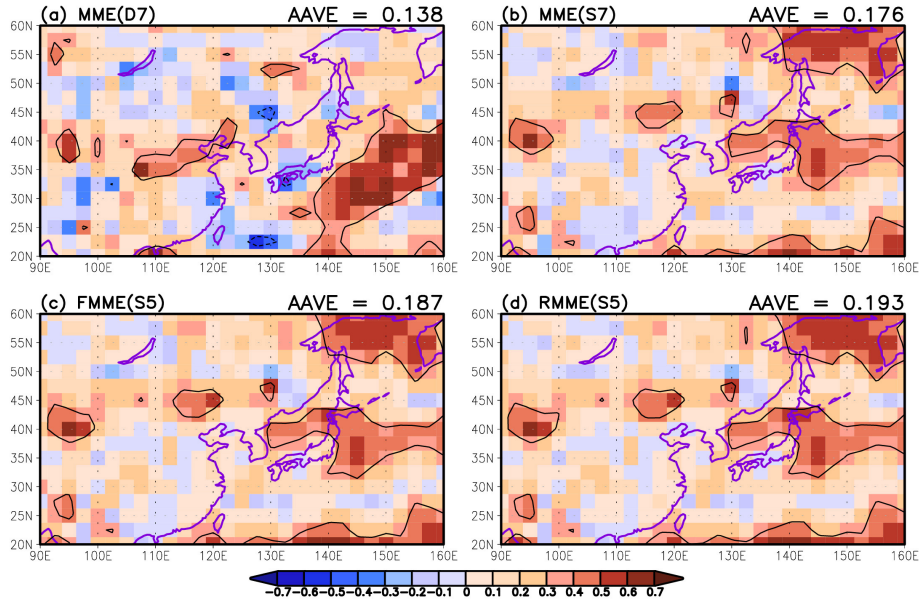 (a) MME(D7) AAVE = 0.138
60N
55N
50N
45N
40N
35N
30N
25N
20N
90E 100E 110E 120E 130E 140E 150E 160E
(b) MME(S7) AAVE = 0.176
60N
55N
50N
45N
40N
35N
30N
25N
20N
90E 100E 110E 120E 130E 140E 150E 160E
(c) FMME(S5) AAVE = 0.187
60N
55N
50N
45N
40N
35N
30N
25N
20N
90E 100E 110E 120E 130E 140E 150E 160E
(d) RMME(S5) AAVE = 0.193
60N
55N
50N
45N
40N
35N
30N
25N
20N
90E 100E 110E 120E 130E 140E 150E 160E
-0.7 -0.6 -0.5 -0.4 -0.3 -0.2 -0.1 0 0.1 0.2 0.3 0.4 0.5 0.6 0.7